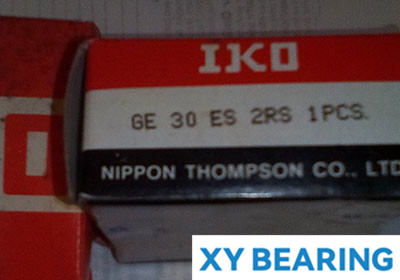 IKO
GE 30 ES 2RS 1PCS.
NIPPON THOMPSON CO., LTD
XY BEARING